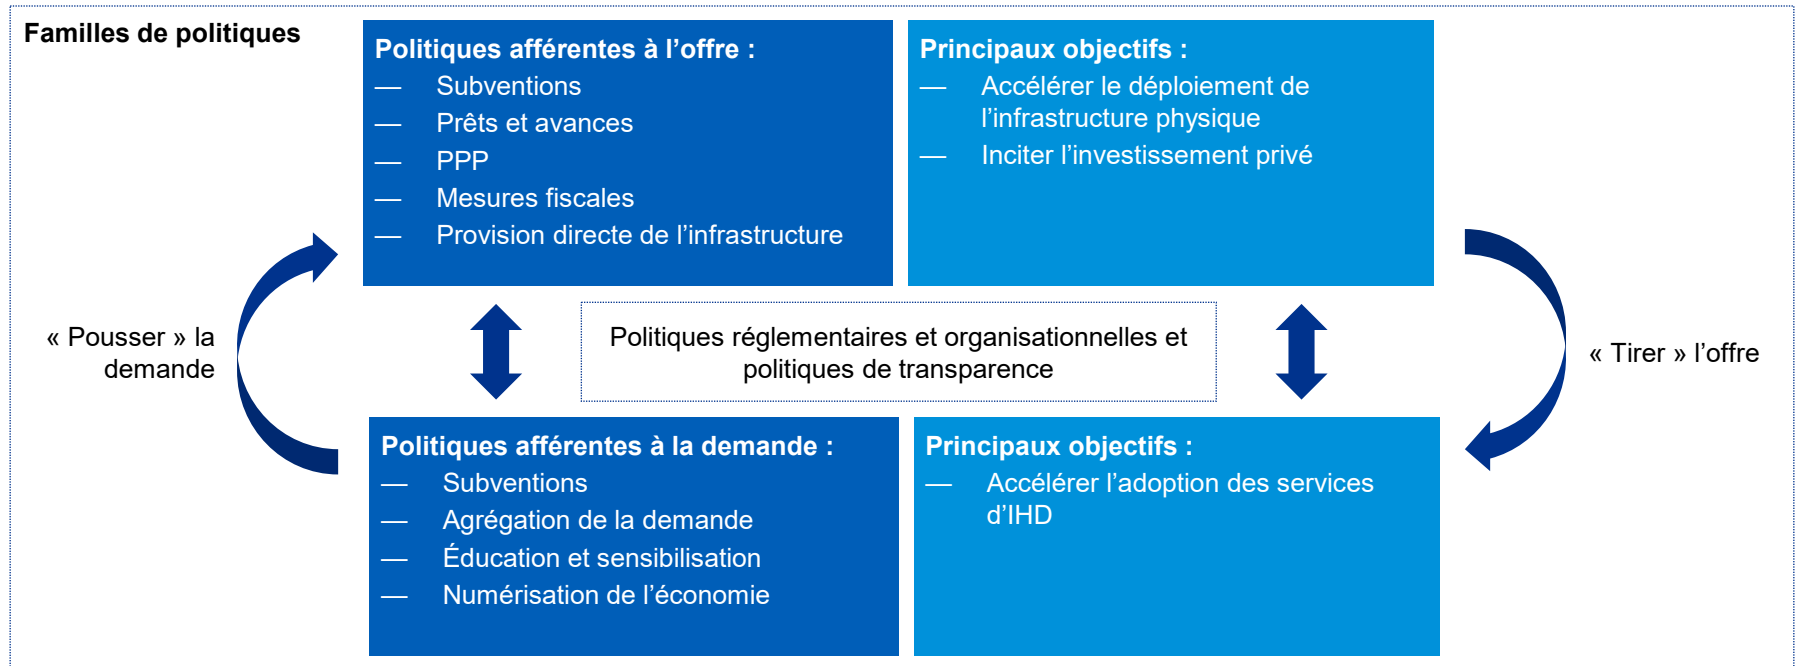 Familles de politiques
Politiques afférentes à l’offre :
— Subventions
— Prêts et avances
— PPP
— Mesures fiscales
— Provision directe de l’infrastructure
Principaux objectifs :
— Accélérer le déploiement de
l’infrastructure physique
— Inciter l’investissement privé
« Pousser » la
demande
Politiques réglementaires et organisationnelles et
politiques de transparence
« Tirer » l’offre
Politiques afférentes à la demande :
— Subventions
— Agrégation de la demande
— Éducation et sensibilisation
— Numérisation de l’économie
Principaux objectifs :
— Accélérer l’adoption des services
d’IHD